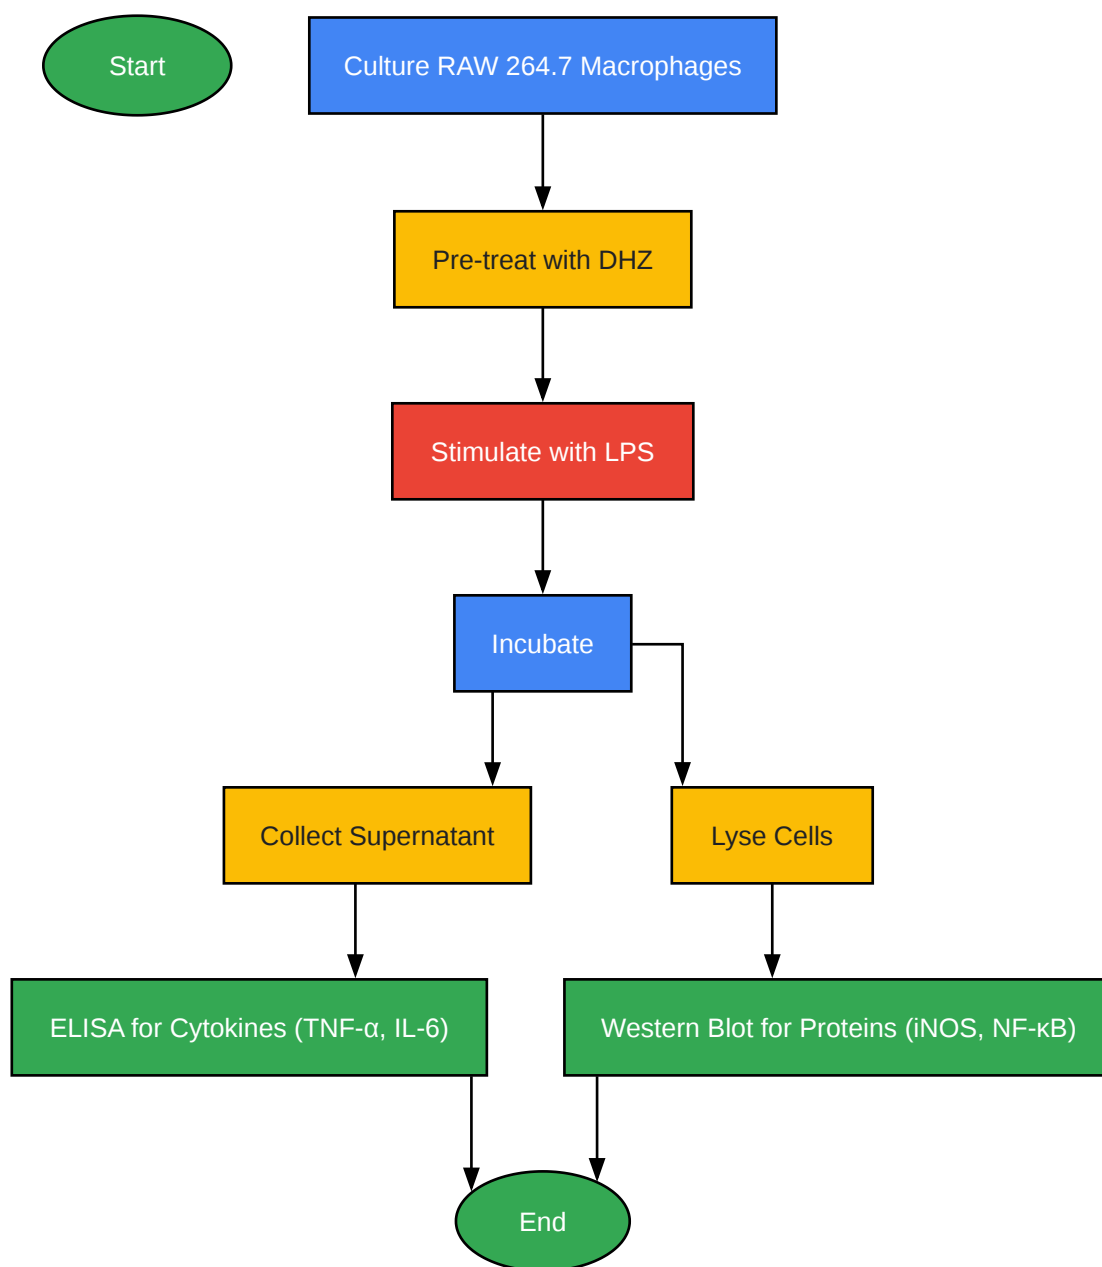 Start
Culture RAW 264.7 Macrophages
Pre-treat with DHZ
Stimulate with LPS
Incubate
Collect Supernatant
Lyse Cells
ELISA for Cytokines (TNF-α, IL-6)
Western Blot for Proteins (iNOS, NF-κB)
End